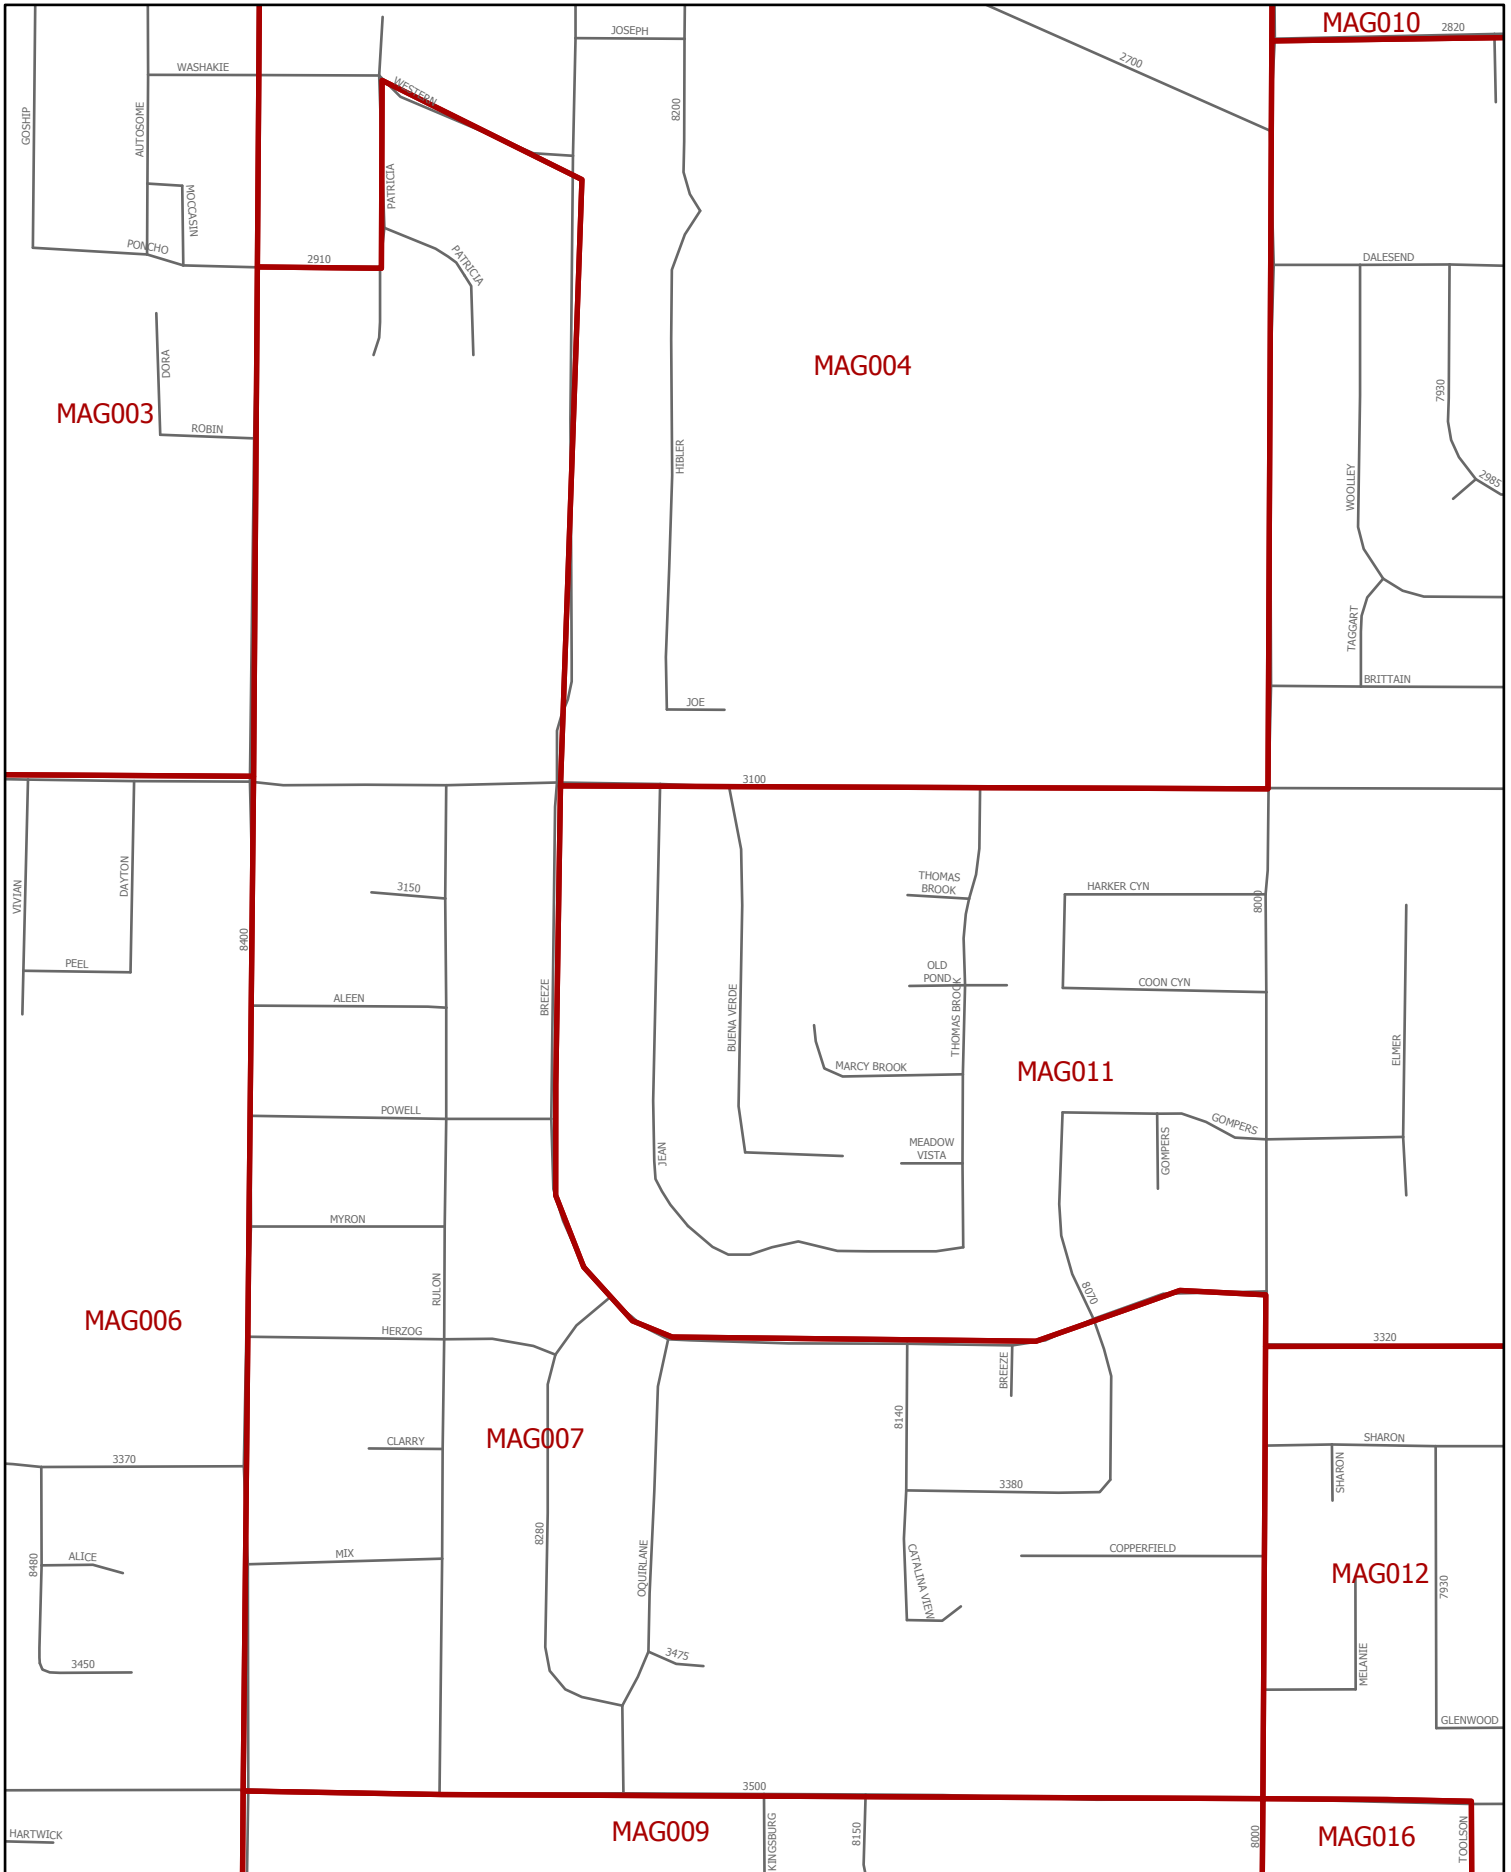 MAG010
2820
JOSEPH
WASHAKIE
WESTERN
2700
GOSHIP
AUTOSOME
8200
MOCCASIN
PATRICIA
PONCHO
2910
PATRICIA
DALESEND
DORA
MAG004
7930
MAG003
ROBIN
HIBLER
WOOLLEY
2985
TAGGART
BRITTAIN
JOE
3100
VIVIAN
DAYTON
3150
THOMAS
BROOK
HARKER CYN
8000
8400
PEEL
ALEEN
BREEZE
BUENA VERDE
OLD
POND
THOMAS BROOK
COON CYN
ELMER
MARCY BROOK
MAG011
POWELL
JEAN
MEADOW
VISTA
GOMPERS
GOMPERS
MYRON
RULON
8070
MAG006
HERZOG
3320
BREEZE
8140
MAG007
CLARRY
SHARON
SHARON
3370
3380
8480
ALICE
MIX
8280
OQUIRLANE
CATALINA VIEW
COPPERFIELD
MAG012
7930
3450
3475
MELANIE
GLENWOOD
3500
HARTWICK
MAG009
KINGSBURG
8150
8000
MAG016
TOOLSON